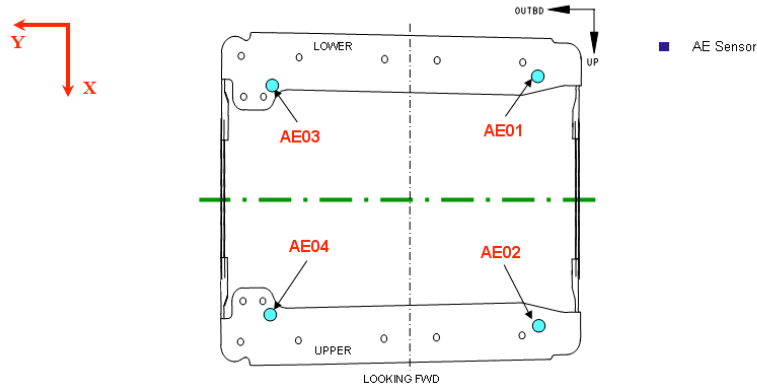 OUTBD
Y
LOWER
AE Sensor
UP
X
AE03
AE01
AE04
AE02
UPPER
LOOKING FWD